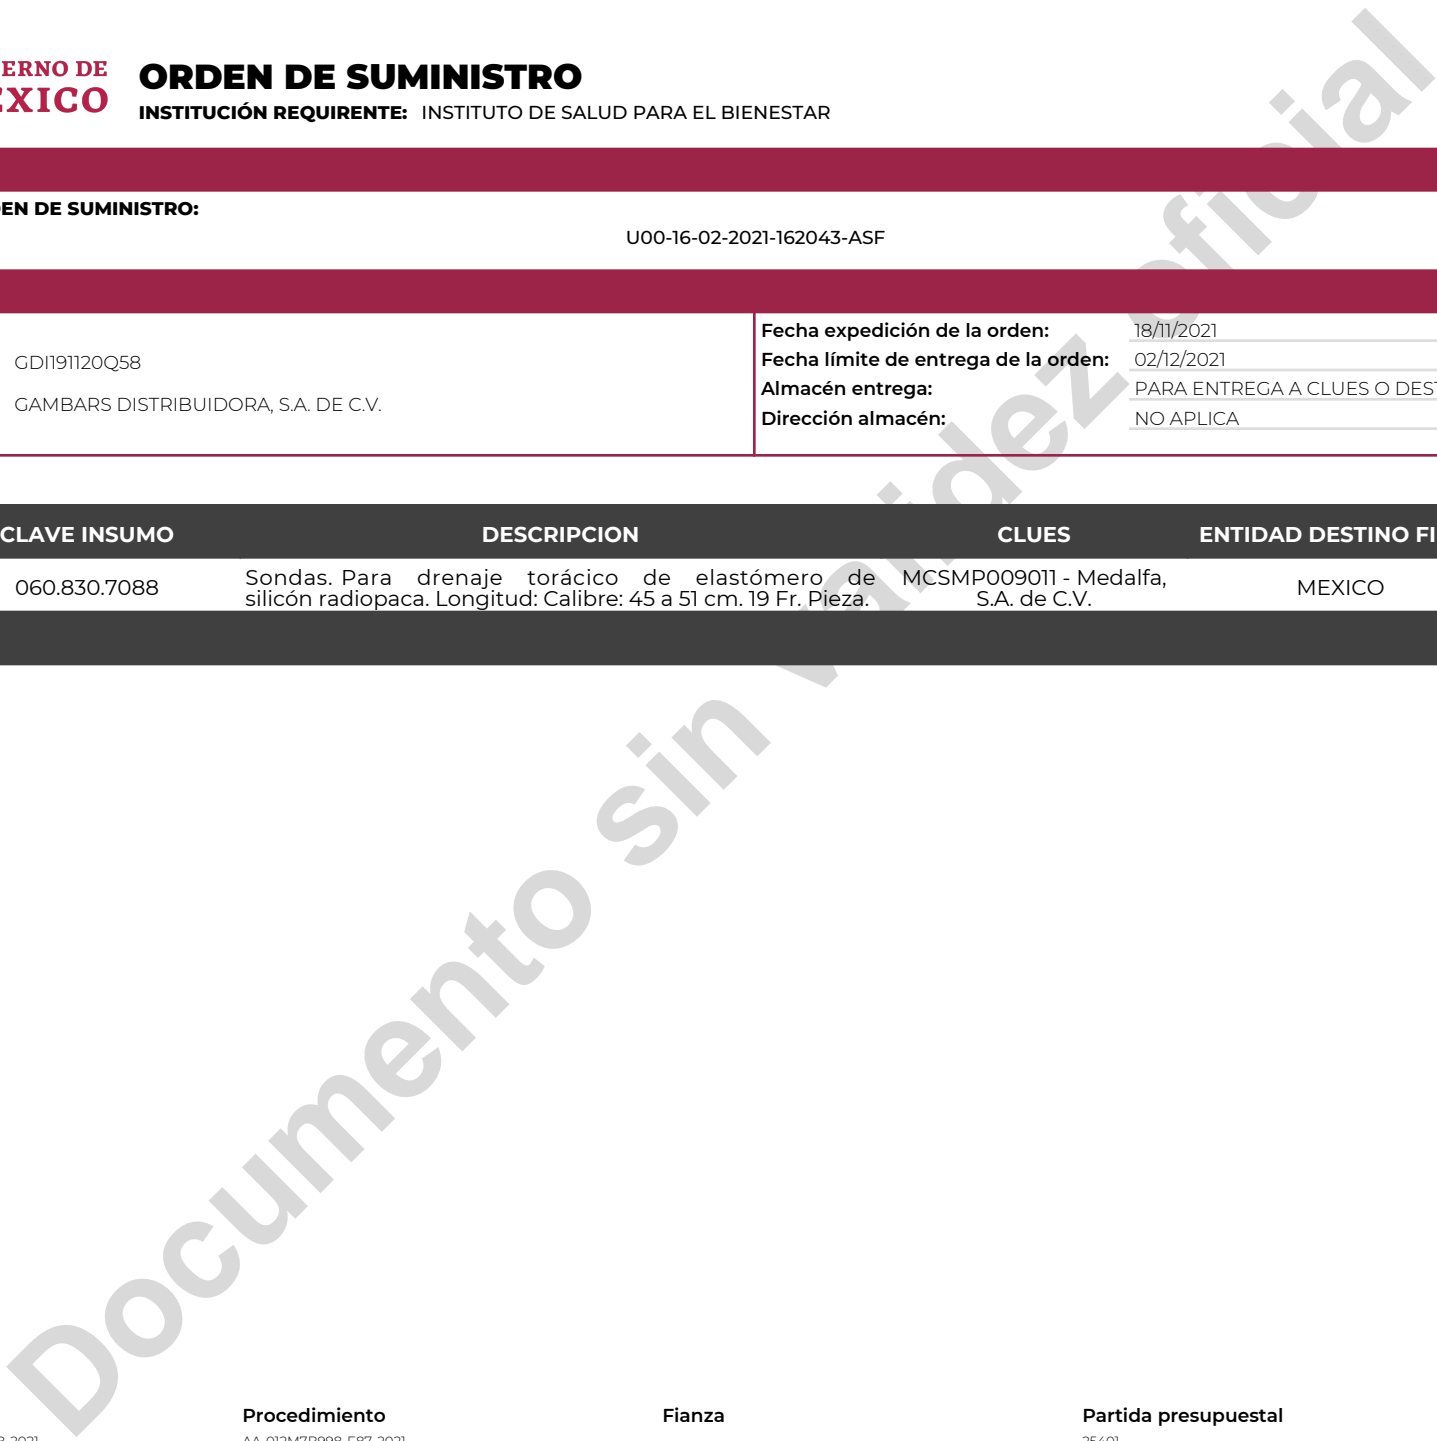 ERNO DE
EXICO
ORDEN DE SUMINISTRO
INSTITUCIÓN REQUIRENTE: INSTITUTO DE SALUD PARA EL BIENESTAR
EN DE SUMINISTRO:
U00-16-02-2021-162043-ASF
GDI191120Q58
GAMBARS DISTRIBUIDORA, S.A. DE C.V.
Fecha expedición de la orden: 18/11/2021
Fecha límite de entrega de la orden: 02/12/2021
Almacén entrega: PARA ENTREGA A CLUES O DEST
Dirección almacén: NO APLICA
CLAVE INSUMO DESCRIPCION CLUES ENTIDAD DESTINO FI
060.830.7088 Sondas. Para drenaje torácico de elastómero de silicón radiopaca. Longitud: Calibre: 45 a 51 cm. 19 Fr. Pieza. MCSMP009011 - Medalfa, S.A. de C.V. MEXICO
Documento sin validez oficial
Procedimiento Fianza Partida presupuestal